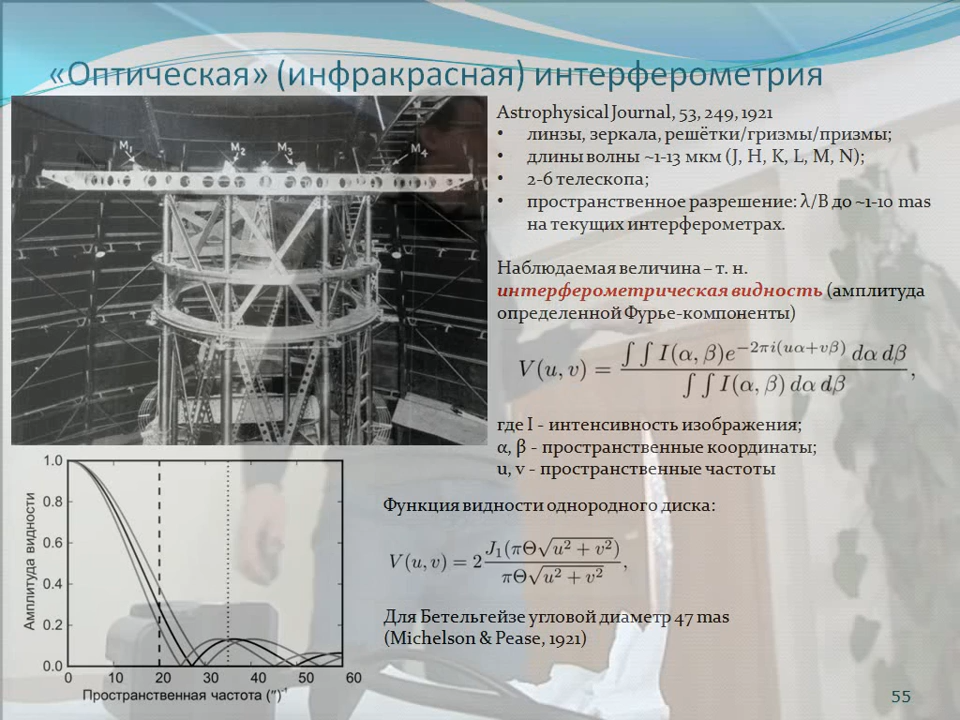 «Оптическая» (инфракрасная) интерферометрия
M₁
M₂
M₃
M₄
Astrophysical Journal, 53, 249, 1921
• линзы, зеркала, решётки/гризмы/призмы;
• длины волны ~1-13 мкм (J, H, K, L, M, N);
• 2-6 телескопа;
• пространственное разрешение: λ/B до ~1-10 mas
на текущих интерферометрах.
Наблюдаемая величина – т. н.
интерферометрическая видность (амплитуда
определенной Фурье-компоненты)
V(u, v) = ∫ ∫ I(α, β)e^{-2πi(uα+vβ)} dα dβ / ∫ ∫ I(α, β) dα dβ,
где I - интенсивность изображения;
α, β - пространственные координаты;
u, v - пространственные частоты
Функция видности однородного диска:
V(u, v) = 2 J₁(πΘ√(u² + v²)) / πΘ√(u² + v²),
Для Бетельгейзе угловой диаметр 47 mas
(Michelson & Pease, 1921)
Амплитуда видности
1.0
0.8
0.6
0.4
0.2
0.0
0 10 20 30 40 50 60
Пространственная частота (″)⁻¹
55